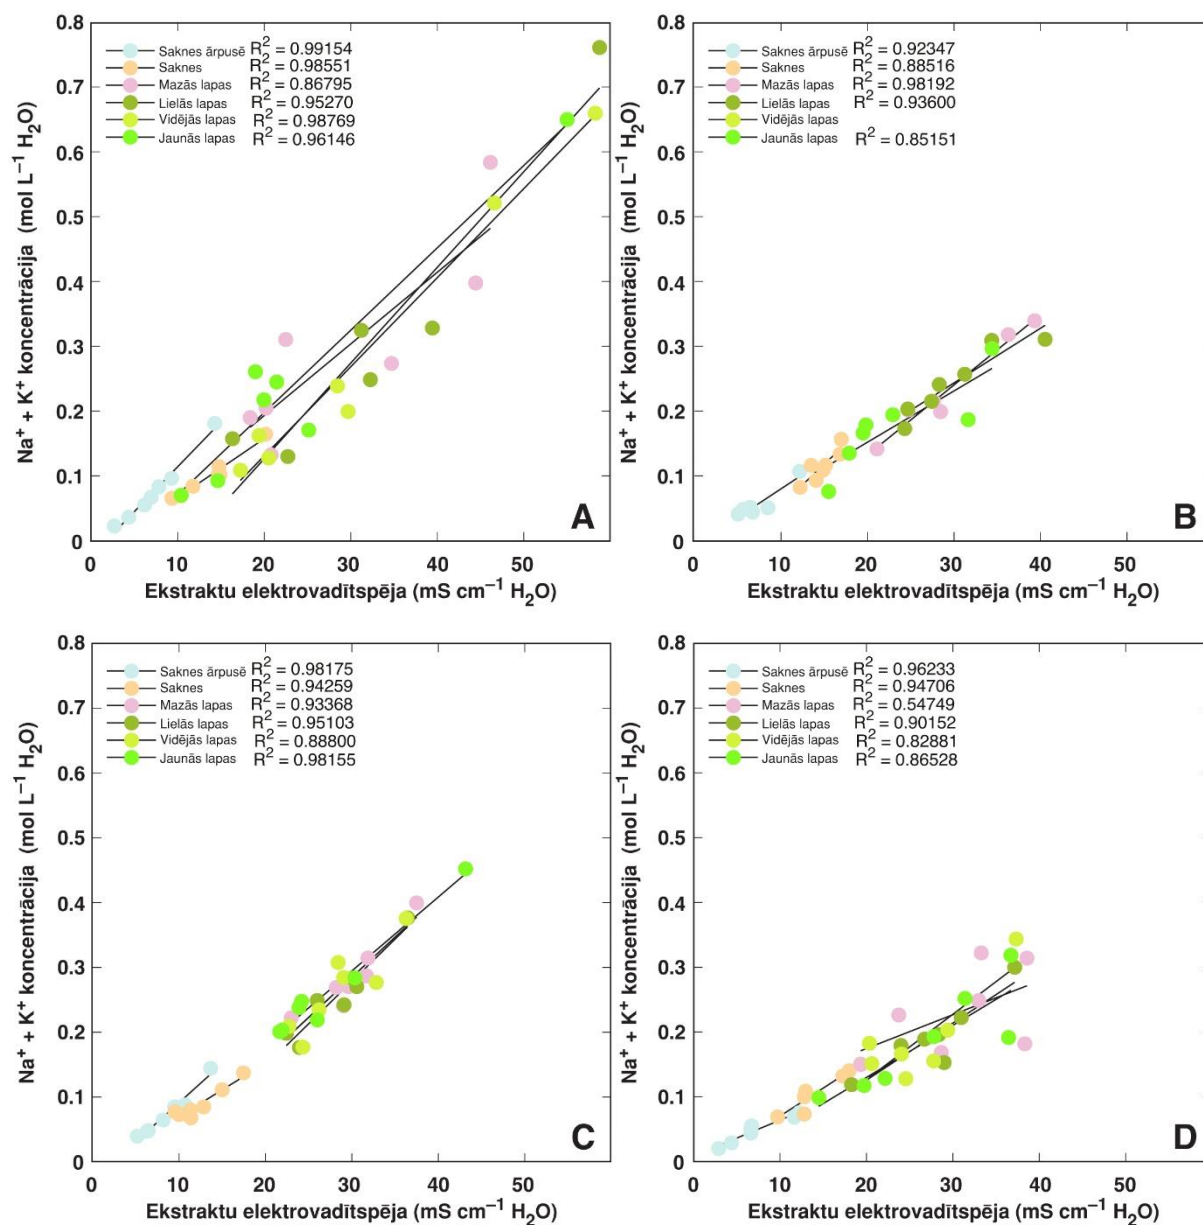 Saknes ārpusē R² = 0.99154
Saknes R² = 0.98551
Mazās lapas R² = 0.86795
Lielās lapas R² = 0.95270
Vidējās lapas R² = 0.98769
Jaunās lapas R² = 0.96146
0.8
0.7
0.6
0.5
0.4
0.3
0.2
0.1
0
Na⁺ + K⁺ koncentrācija (mol L⁻¹ H₂O)
A
0 10 20 30 40 50
Ekstraktu elektrovadītspēja (mS cm⁻¹ H₂O)
Saknes ārpusē R² = 0.92347
Saknes R² = 0.88516
Mazās lapas R² = 0.98192
Lielās lapas R² = 0.93600
Vidējās lapas
Jaunās lapas R² = 0.85151
0.8
0.7
0.6
0.5
0.4
0.3
0.2
0.1
0
Na⁺ + K⁺ koncentrācija (mol L⁻¹ H₂O)
B
0 10 20 30 40 50
Ekstraktu elektrovadītspēja (mS cm⁻¹ H₂O)
Saknes ārpusē R² = 0.98175
Saknes R² = 0.94259
Mazās lapas R² = 0.93368
Lielās lapas R² = 0.95103
Vidējās lapas R² = 0.88800
Jaunās lapas R² = 0.98155
0.8
0.7
0.6
0.5
0.4
0.3
0.2
0.1
0
Na⁺ + K⁺ koncentrācija (mol L⁻¹ H₂O)
C
0 10 20 30 40 50
Ekstraktu elektrovadītspēja (mS cm⁻¹ H₂O)
Saknes ārpusē R² = 0.96233
Saknes R² = 0.94706
Mazās lapas R² = 0.54749
Lielās lapas R² = 0.90152
Vidējās lapas R² = 0.82881
Jaunās lapas R² = 0.86528
0.8
0.7
0.6
0.5
0.4
0.3
0.2
0.1
0
Na⁺ + K⁺ koncentrācija (mol L⁻¹ H₂O)
D
0 10 20 30 40 50
Ekstraktu elektrovadītspēja (mS cm⁻¹ H₂O)